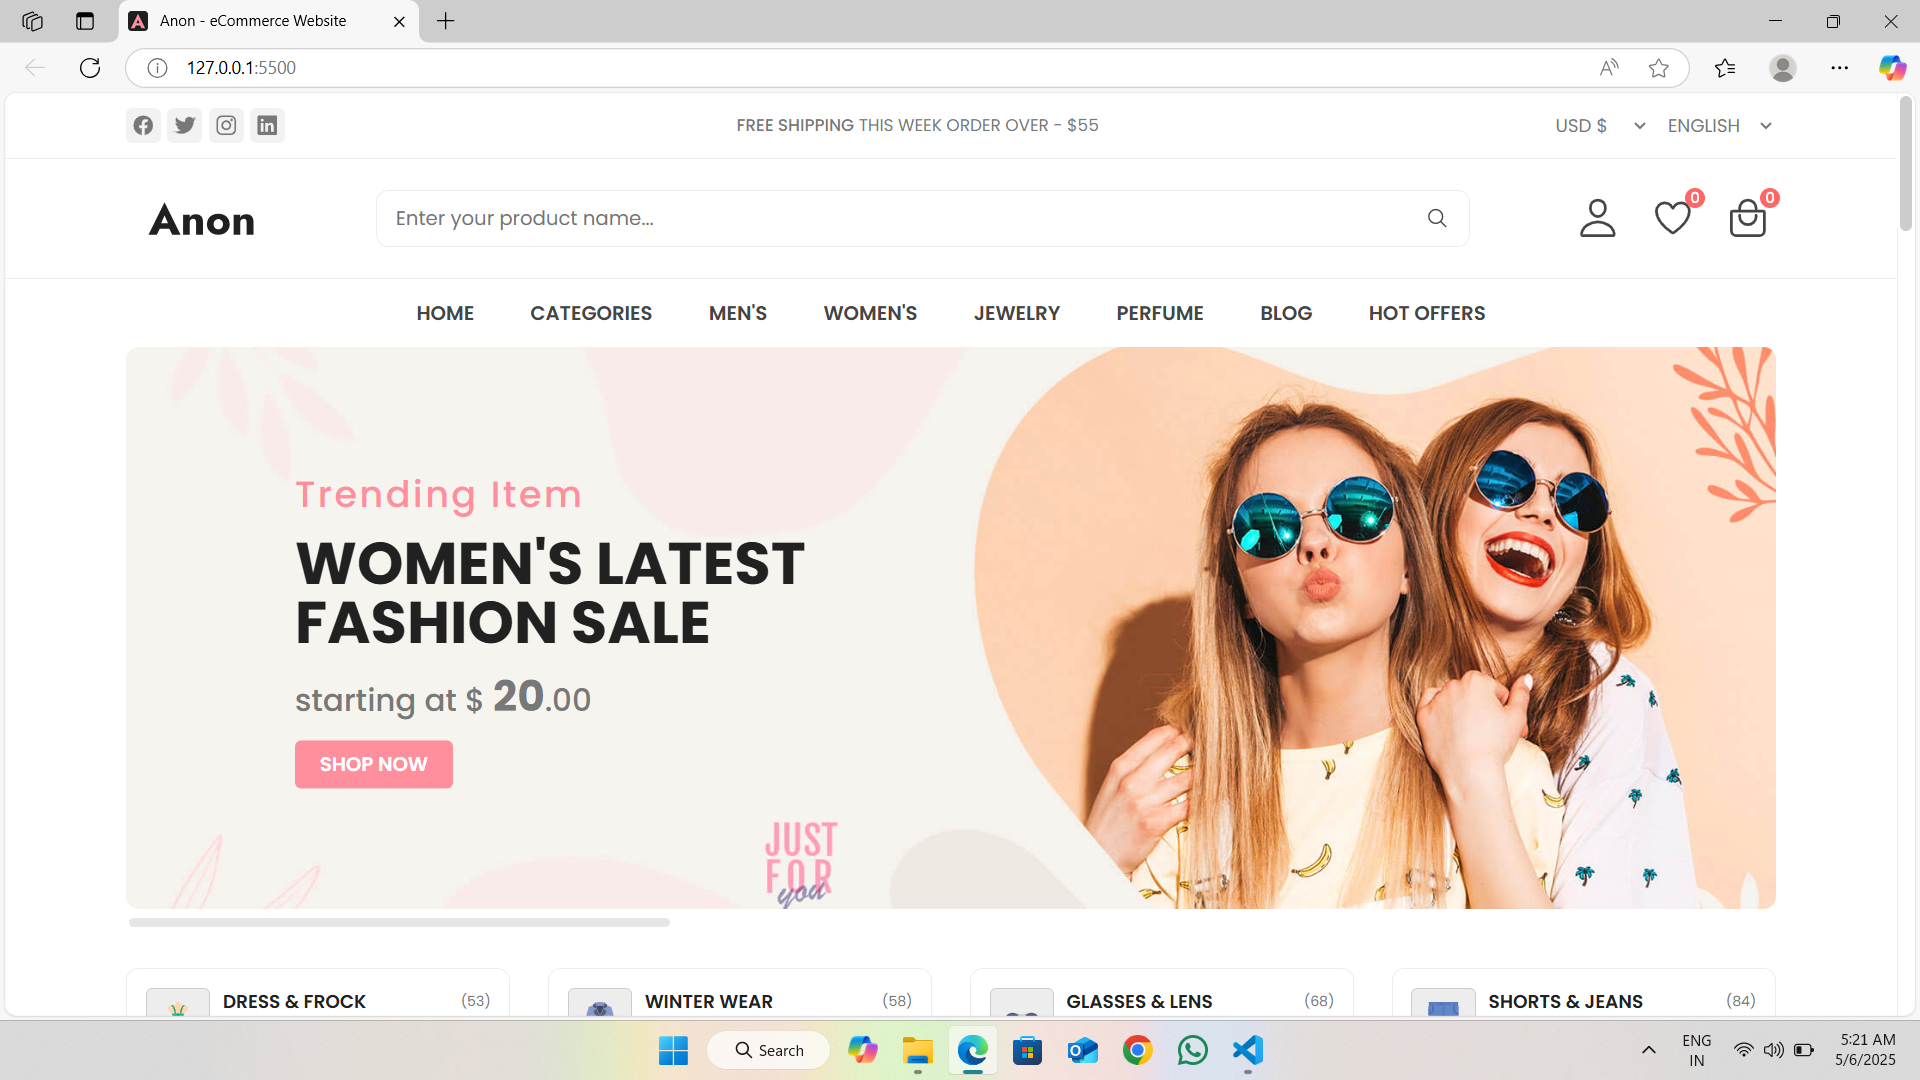 Anon - eCommerce Website
127.0.0.1:5500
FREE SHIPPING THIS WEEK ORDER OVER - $55
USD $
ENGLISH
Anon
Enter your product name...
0
0
HOME
CATEGORIES
MEN'S
WOMEN'S
JEWELRY
PERFUME
BLOG
HOT OFFERS
Trending Item
WOMEN'S LATEST
FASHION SALE
starting at $ 20.00
SHOP NOW
JUST
FOR
you
DRESS & FROCK
(53)
WINTER WEAR
(58)
GLASSES & LENS
(68)
SHORTS & JEANS
(84)
Search
ENG
IN
5:21 AM
5/6/2025